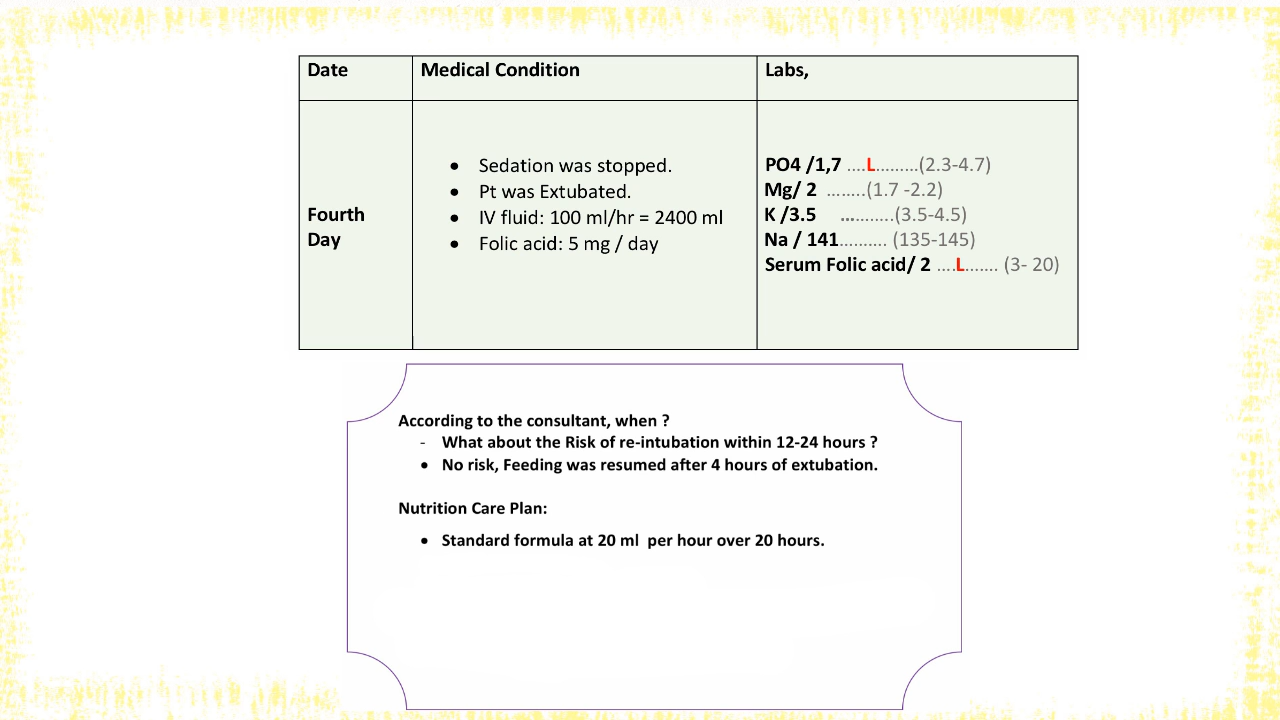 Date
Medical Condition
Labs,
Fourth
Day
• Sedation was stopped.
• Pt was Extubated.
• IV fluid: 100 ml/hr = 2400 ml
• Folic acid: 5 mg / day
PO4 /1,7 ....L.........(2.3-4.7)
Mg/ 2 ........(1.7 -2.2)
K /3.5 ............(3.5-4.5)
Na / 141.......... (135-145)
Serum Folic acid/ 2 ....L....... (3- 20)
According to the consultant, when ?
- What about the Risk of re-intubation within 12-24 hours ?
• No risk, Feeding was resumed after 4 hours of extubation.
Nutrition Care Plan:
• Standard formula at 20 ml per hour over 20 hours.